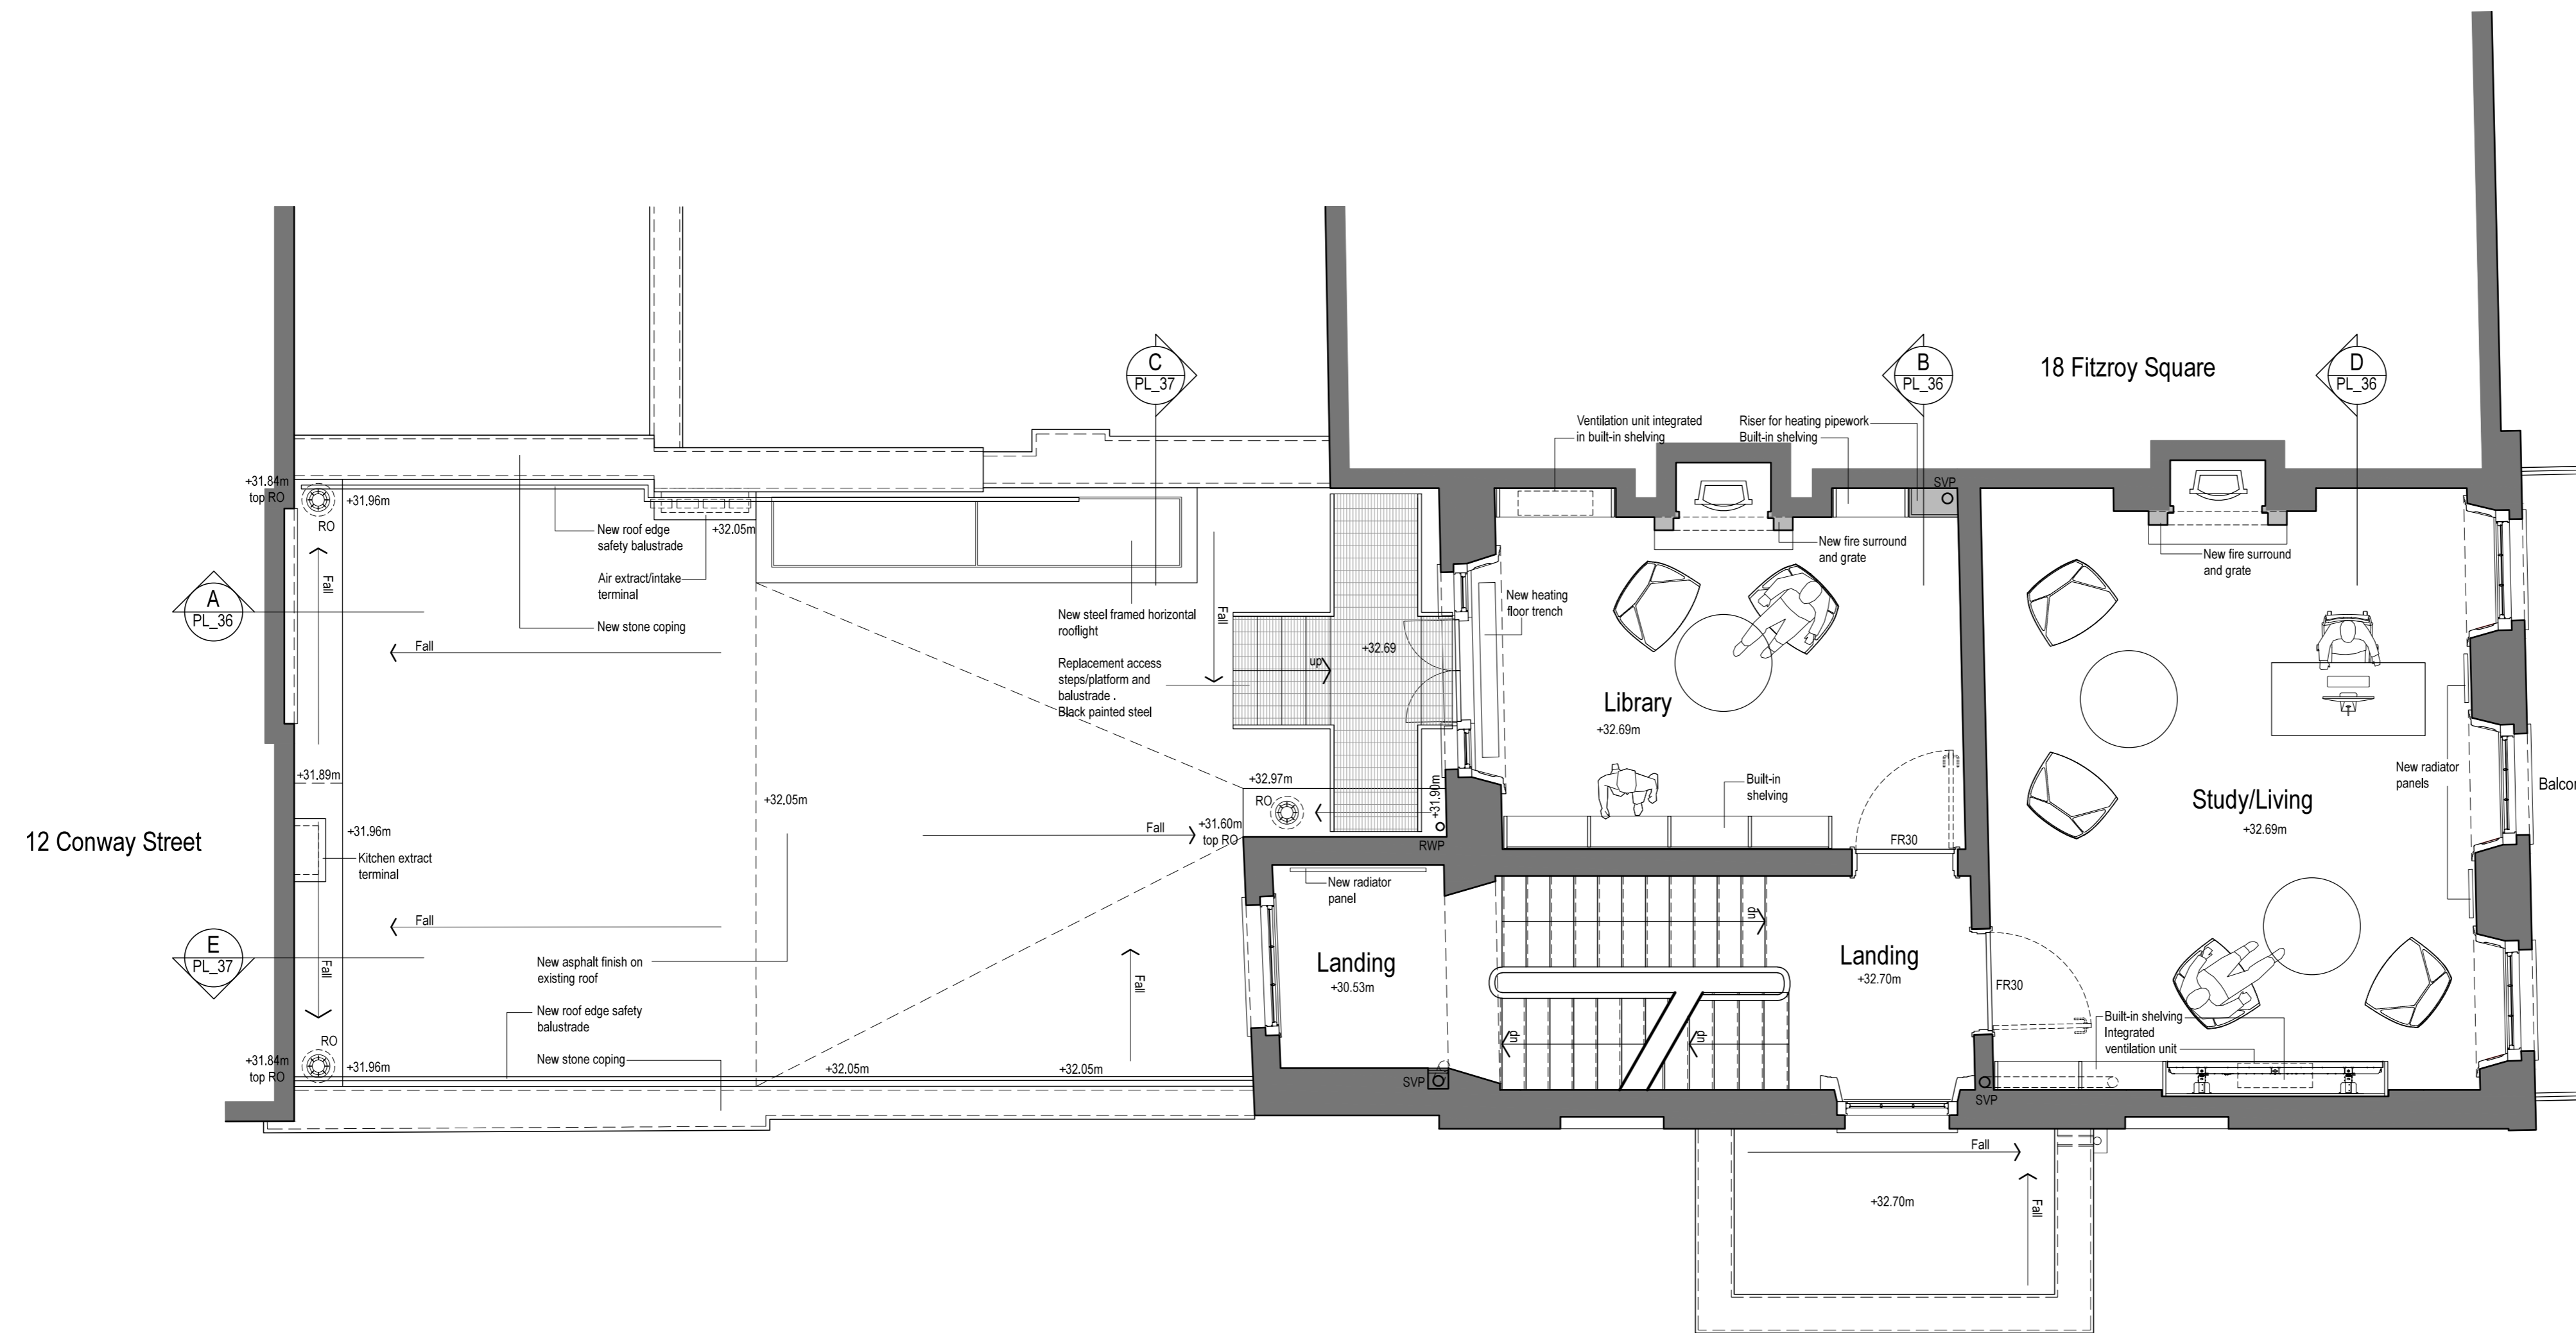 C
PL_37
B
PL_36
18 Fitzroy Square
D
PL_36
Ventilation unit integrated
in built-in shelving
Riser for heating pipework
Built-in shelving
SVP
+31.84m
top RO
+31.96m
RO
New roof edge
safety balustrade
+32.05m
Air extract/intake
terminal
New stone coping
Fall
Fall
A
PL_36
Fall
New steel framed horizontal
rooflight
Replacement access
steps/platform and
balustrade .
Black painted steel
up
+32.69
New heating
floor trench
New fire surround
and grate
New fire surround
and grate
Library
+32.69m
Built-in
shelving
FR30
New radiator
panels
Study/Living
+32.69m
Balcon
+31.89m
+32.05m
+32.97m
RO
+31.90m
+31.60m
top RO
RWP
Fall
12 Conway Street
+31.96m
Kitchen extract
terminal
Fall
E
PL_37
Fall
New asphalt finish on
existing roof
Fall
New roof edge safety
balustrade
New stone coping
RO
+31.84m
top RO
+31.96m
+32.05m
+32.05m
New radiator
panel
Landing
+30.53m
up
dn
dn
Landing
+32.70m
FR30
Built-in shelving
Integrated
ventilation unit
SVP
SVP
Fall
+32.70m
Fall